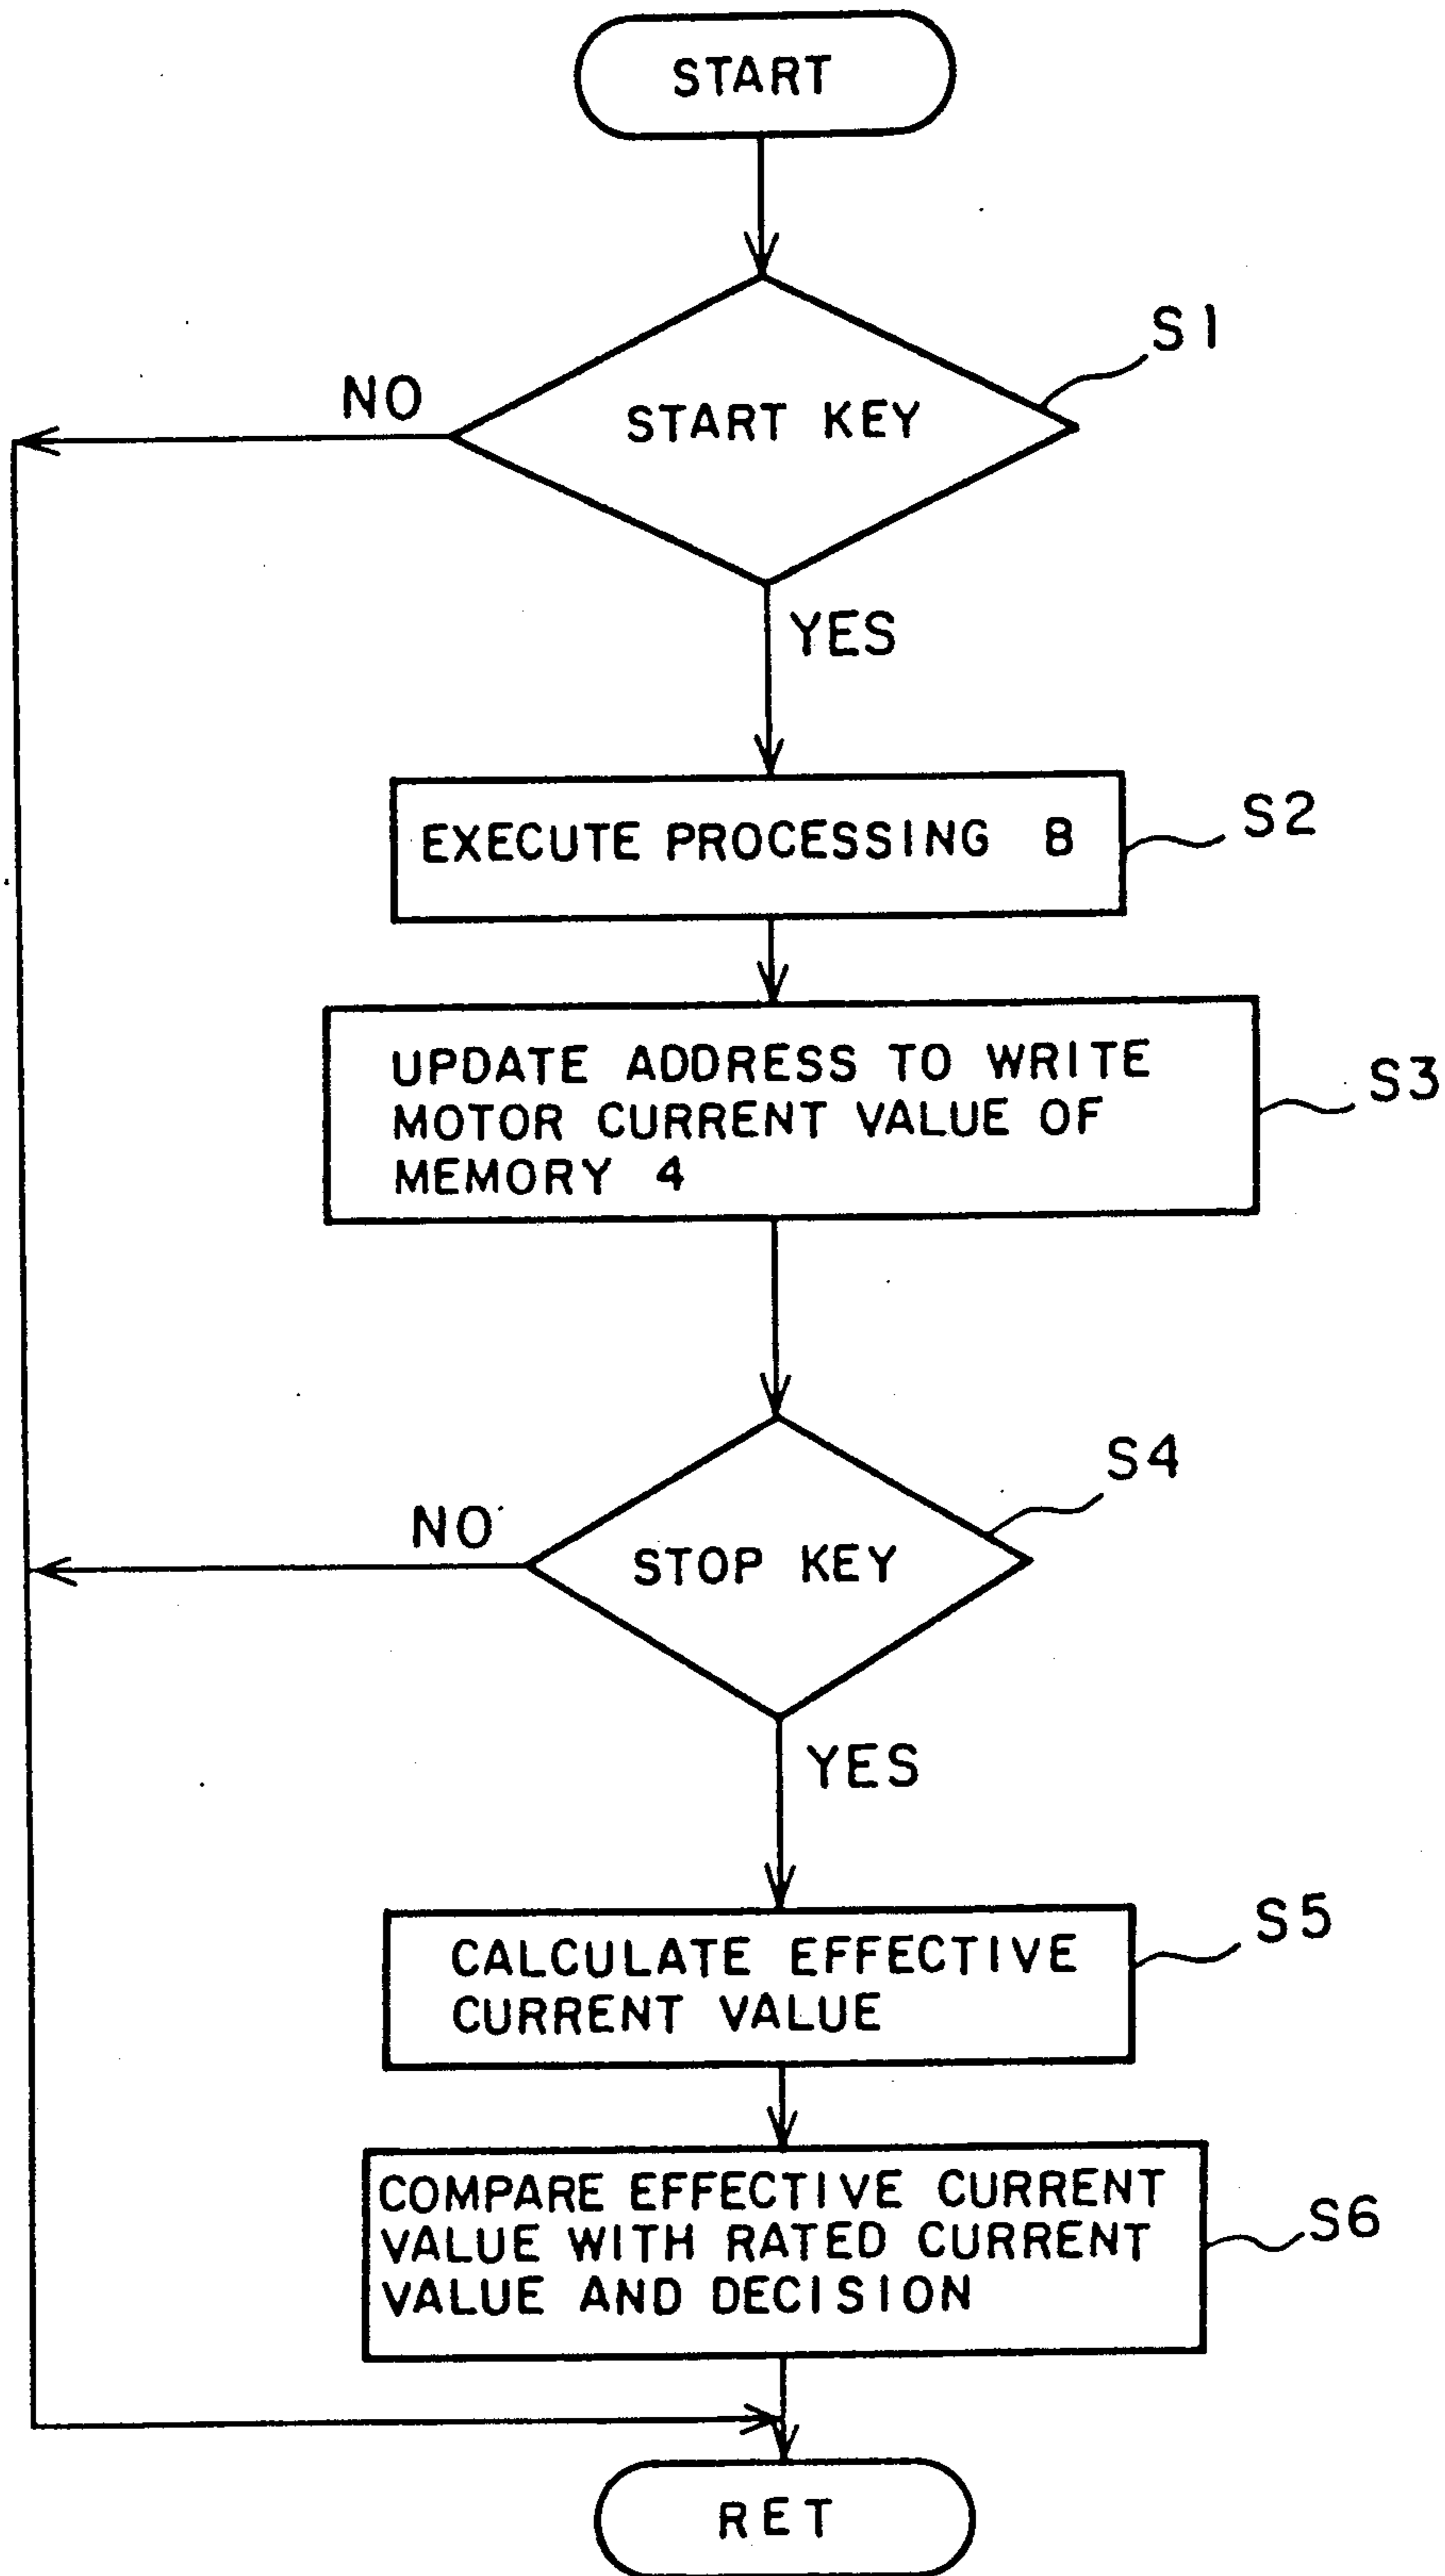 START
S1
NO
START KEY
YES
EXECUTE PROCESSING 8
S2
UPDATE ADDRESS TO WRITE
MOTOR CURRENT VALUE OF
MEMORY 4
S3
S4
NO
STOP KEY
YES
CALCULATE EFFECTIVE
CURRENT VALUE
S5
COMPARE EFFECTIVE CURRENT
VALUE WITH RATED CURRENT
VALUE AND DECISION
S6
RET